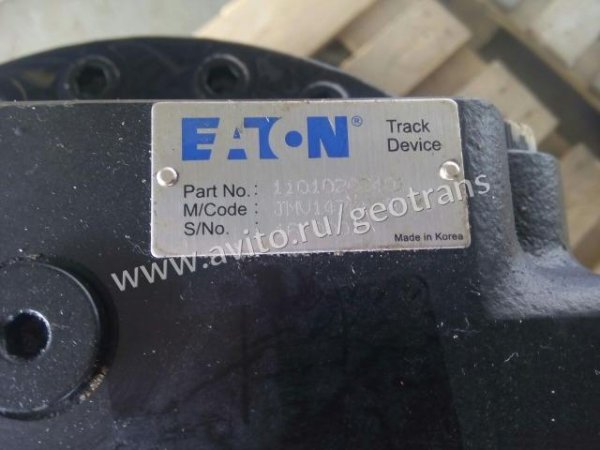 EATON® Track
Device
Part No. :
M/Code :
S/No. :
Made in Korea
www.avito.ru/geotrans